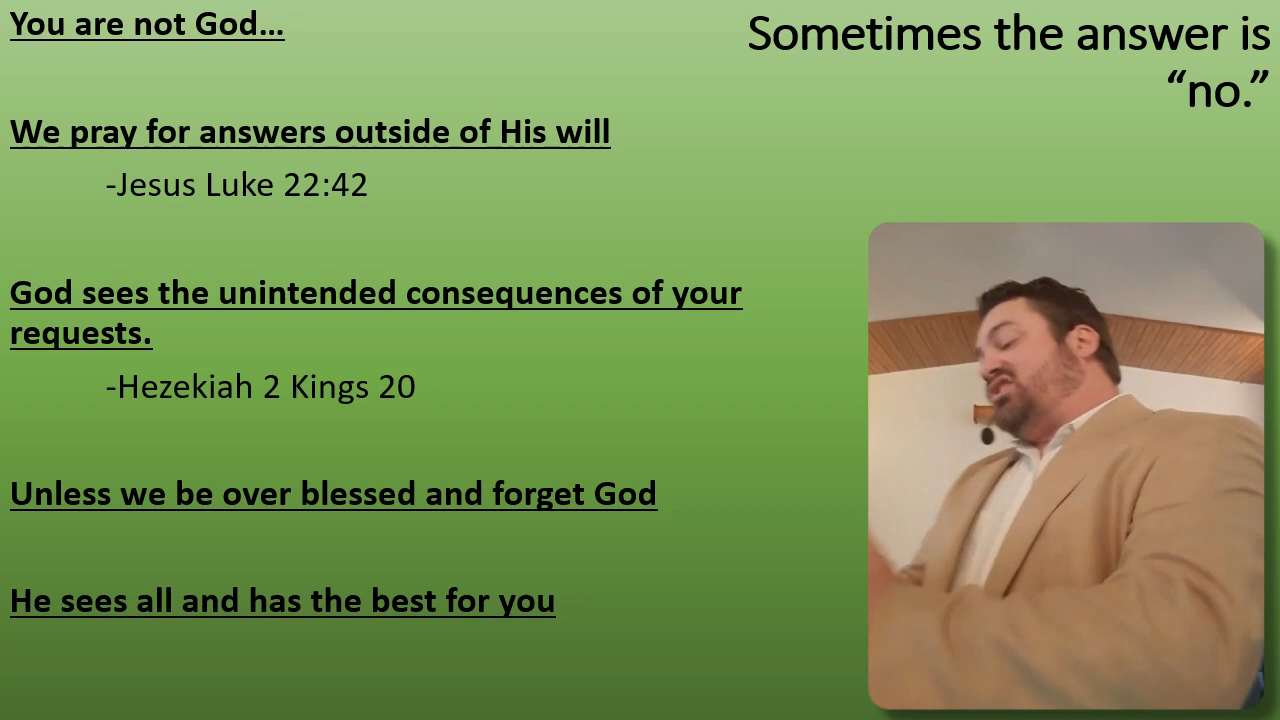 You are not God…
Sometimes the answer is
“no.”
We pray for answers outside of His will
-Jesus Luke 22:42
God sees the unintended consequences of your
requests.
-Hezekiah 2 Kings 20
Unless we be over blessed and forget God
He sees all and has the best for you